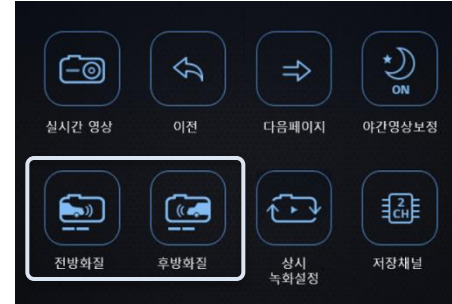 ON
실시간 영상
이전
다음페이지
야간영상보정
2
CH
전방화질
후방화질
상시
녹화설정
저장채널